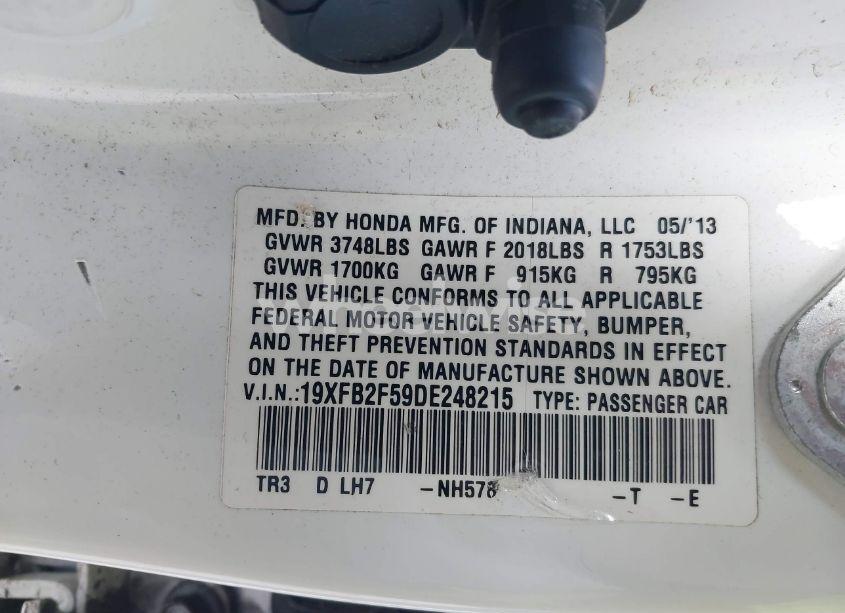 MFD. BY HONDA MFG. OF INDIANA, LLC 05/'13
GVWR 3748LBS GAWR F 2018LBS R 1753LBS
GVWR 1700KG GAWR F 915KG R 795KG
THIS VEHICLE CONFORMS TO ALL APPLICABLE
FEDERAL MOTOR VEHICLE SAFETY, BUMPER,
AND THEFT PREVENTION STANDARDS IN EFFECT
ON THE DATE OF MANUFACTURE SHOWN ABOVE.
V.I.N.:19XFB2F59DE248215 TYPE: PASSENGER CAR
TR3 D LH7 -NH578 -T -E